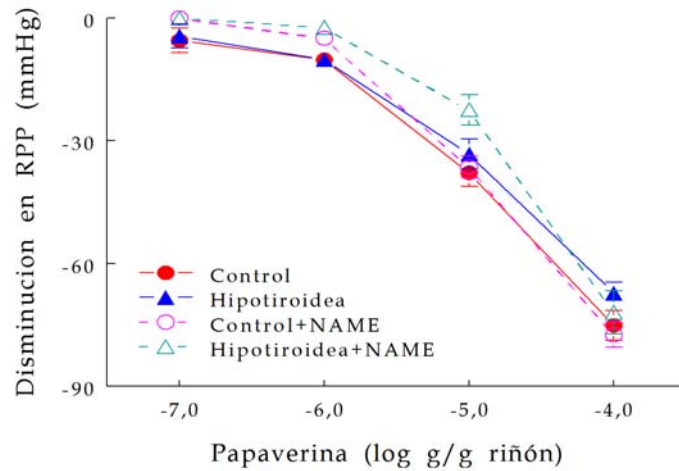 Disminucion en RPP (mmHg)
0
-30
-60
-90
Control
Hipotiroidea
Control+NAME
Hipotiroidea+NAME
-7,0 -6,0 -5,0 -4,0
Papaverina (log g/g riñón)